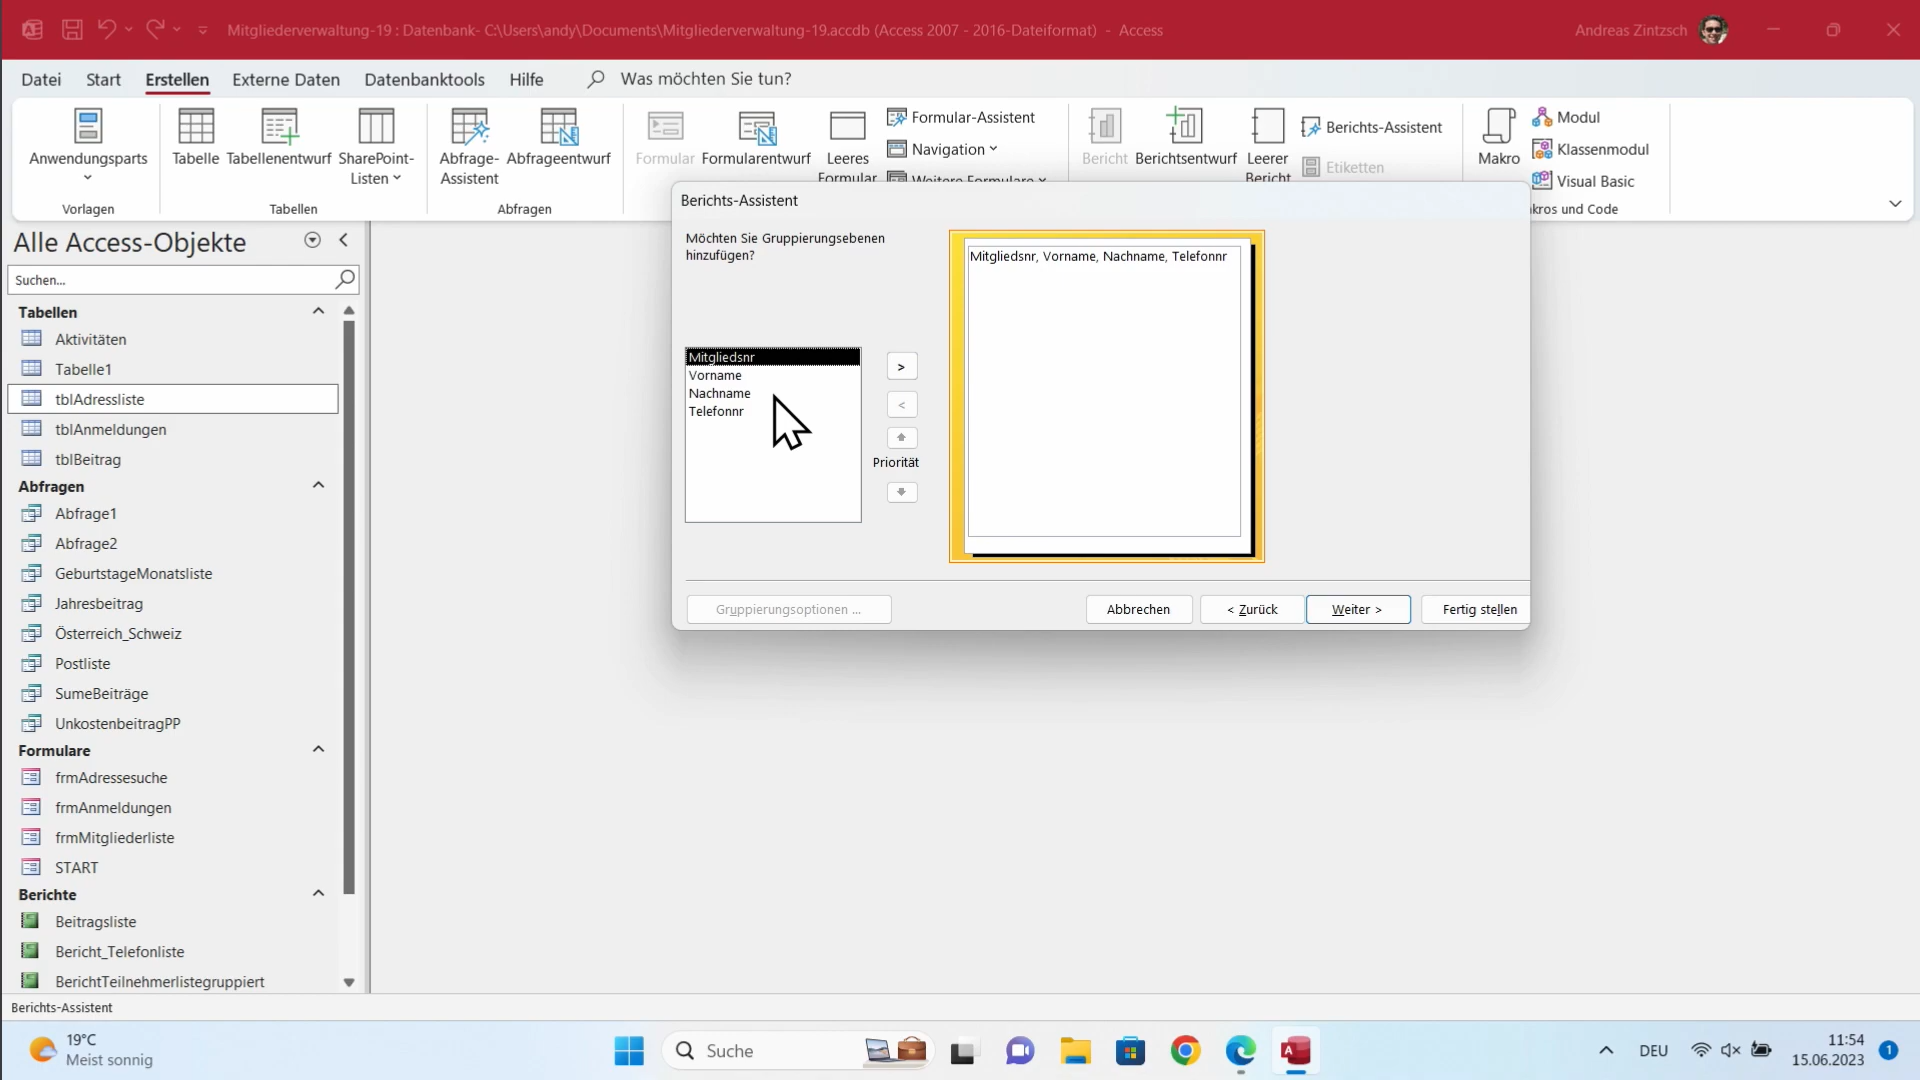 Mitgliederverwaltung-19 : Datenbank- C:\Users\andy\Documents\Mitgliederverwaltung-19.accdb (Access 2007 - 2016-Dateiformat) - Access
Andreas Zintzsch
Datei Start Erstellen Externe Daten Datenbanktools Hilfe Was möchten Sie tun?
Anwendungsparts
Vorlagen
Tabelle Tabellenentwurf SharePoint-
Listen
Tabellen
Abfrage- Abfrageentwurf
Assistent
Abfragen
Formular Formularentwurf Leeres
Formular
Formular-Assistent
Navigation
Weitere Formulare
Bericht Berichtsentwurf Leerer
Bericht
Berichts-Assistent
Etiketten
Makro
Modul
Klassenmodul
Visual Basic
kros und Code
Alle Access-Objekte
Suchen...
Tabellen
Aktivitäten
Tabelle1
tblAdressliste
tblAnmeldungen
tblBeitrag
Abfragen
Abfrage1
Abfrage2
GeburtstageMonatsliste
Jahresbeitrag
Österreich_Schweiz
Postliste
SumeBeiträge
UnkostenbeitragPP
Formulare
frmAdressesuche
frmAnmeldungen
frmMitgliederliste
START
Berichte
Beitragsliste
Bericht_Telefonliste
BerichtTeilnehmerlistegruppiert
Berichts-Assistent
Möchten Sie Gruppierungsebenen
hinzufügen?
Mitgliedsnr
Vorname
Nachname
Telefonnr
>
<
Priorität
Mitgliedsnr, Vorname, Nachname, Telefonnr
Gruppierungsoptionen ...
Abbrechen
< Zurück
Weiter >
Fertig stellen
Berichts-Assistent
19°C
Meist sonnig
Suche
DEU
11:54
15.06.2023
1